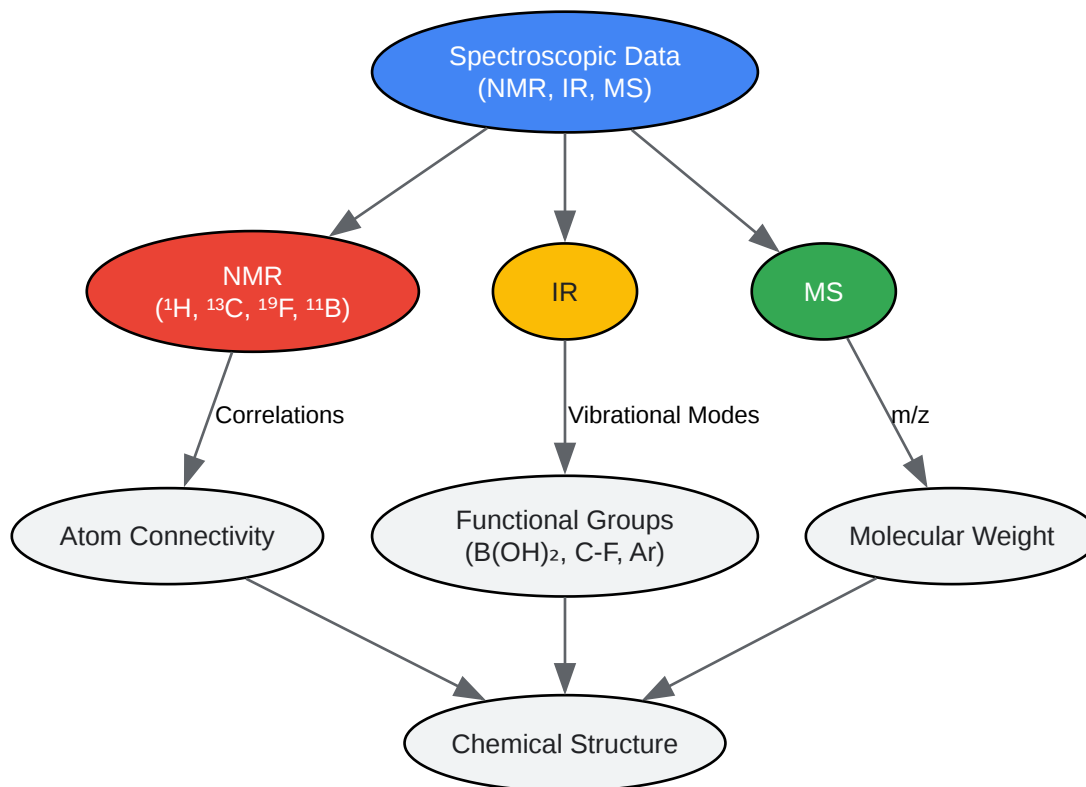 Spectroscopic Data
(NMR, IR, MS)
NMR
(¹H, ¹³C, ¹⁹F, ¹¹B)
IR
MS
Correlations
Vibrational Modes
m/z
Atom Connectivity
Functional Groups
(B(OH)₂, C-F, Ar)
Molecular Weight
Chemical Structure